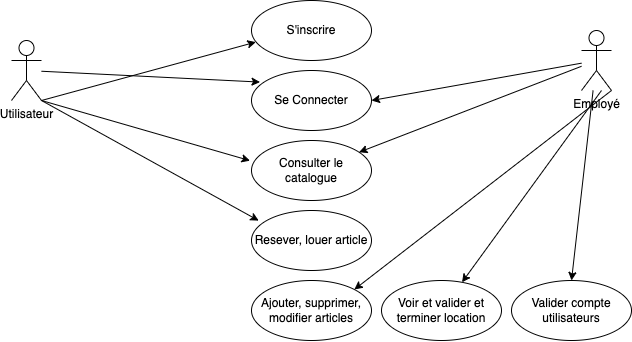 S'inscrire
Se Connecter
Employé
Utilisateur
Consulter le
catalogue
Resever, louer article
Ajouter, supprimer,
modifier articles
Voir et valider et
terminer location
Valider compte
utilisateurs